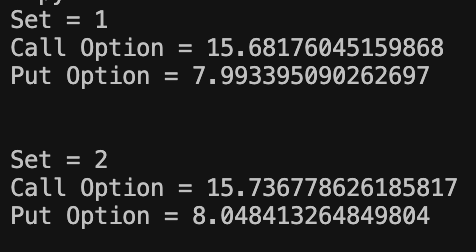 Set = 1
Call Option = 15.68176045159868
Put Option = 7.993395090262697
Set = 2
Call Option = 15.736778626185817
Put Option = 8.048413264849804